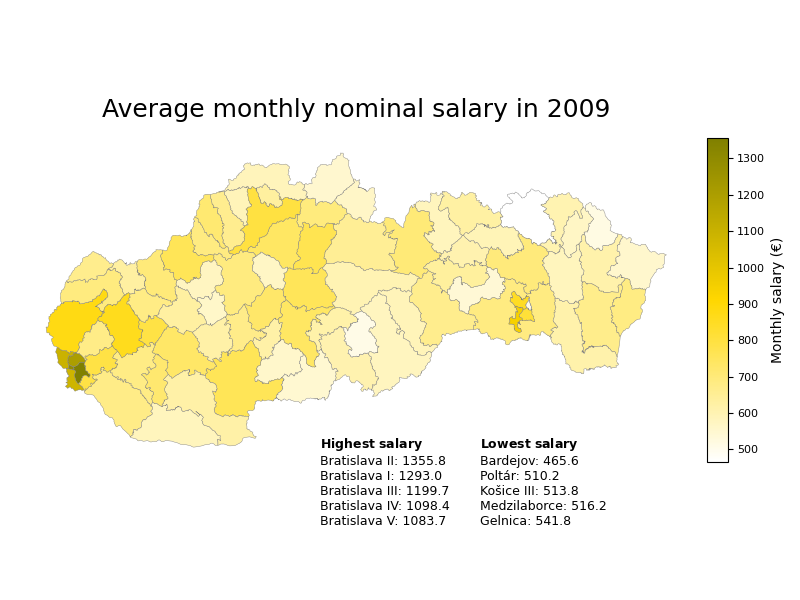 Average monthly nominal salary in 2009
1300
1200
1100
1000
900
800
700
600
500
Monthly salary (€)
Highest salary
Bratislava II: 1355.8
Bratislava I: 1293.0
Bratislava III: 1199.7
Bratislava IV: 1098.4
Bratislava V: 1083.7
Lowest salary
Bardejov: 465.6
Poltár: 510.2
Košice III: 513.8
Medzilaborce: 516.2
Gelnica: 541.8